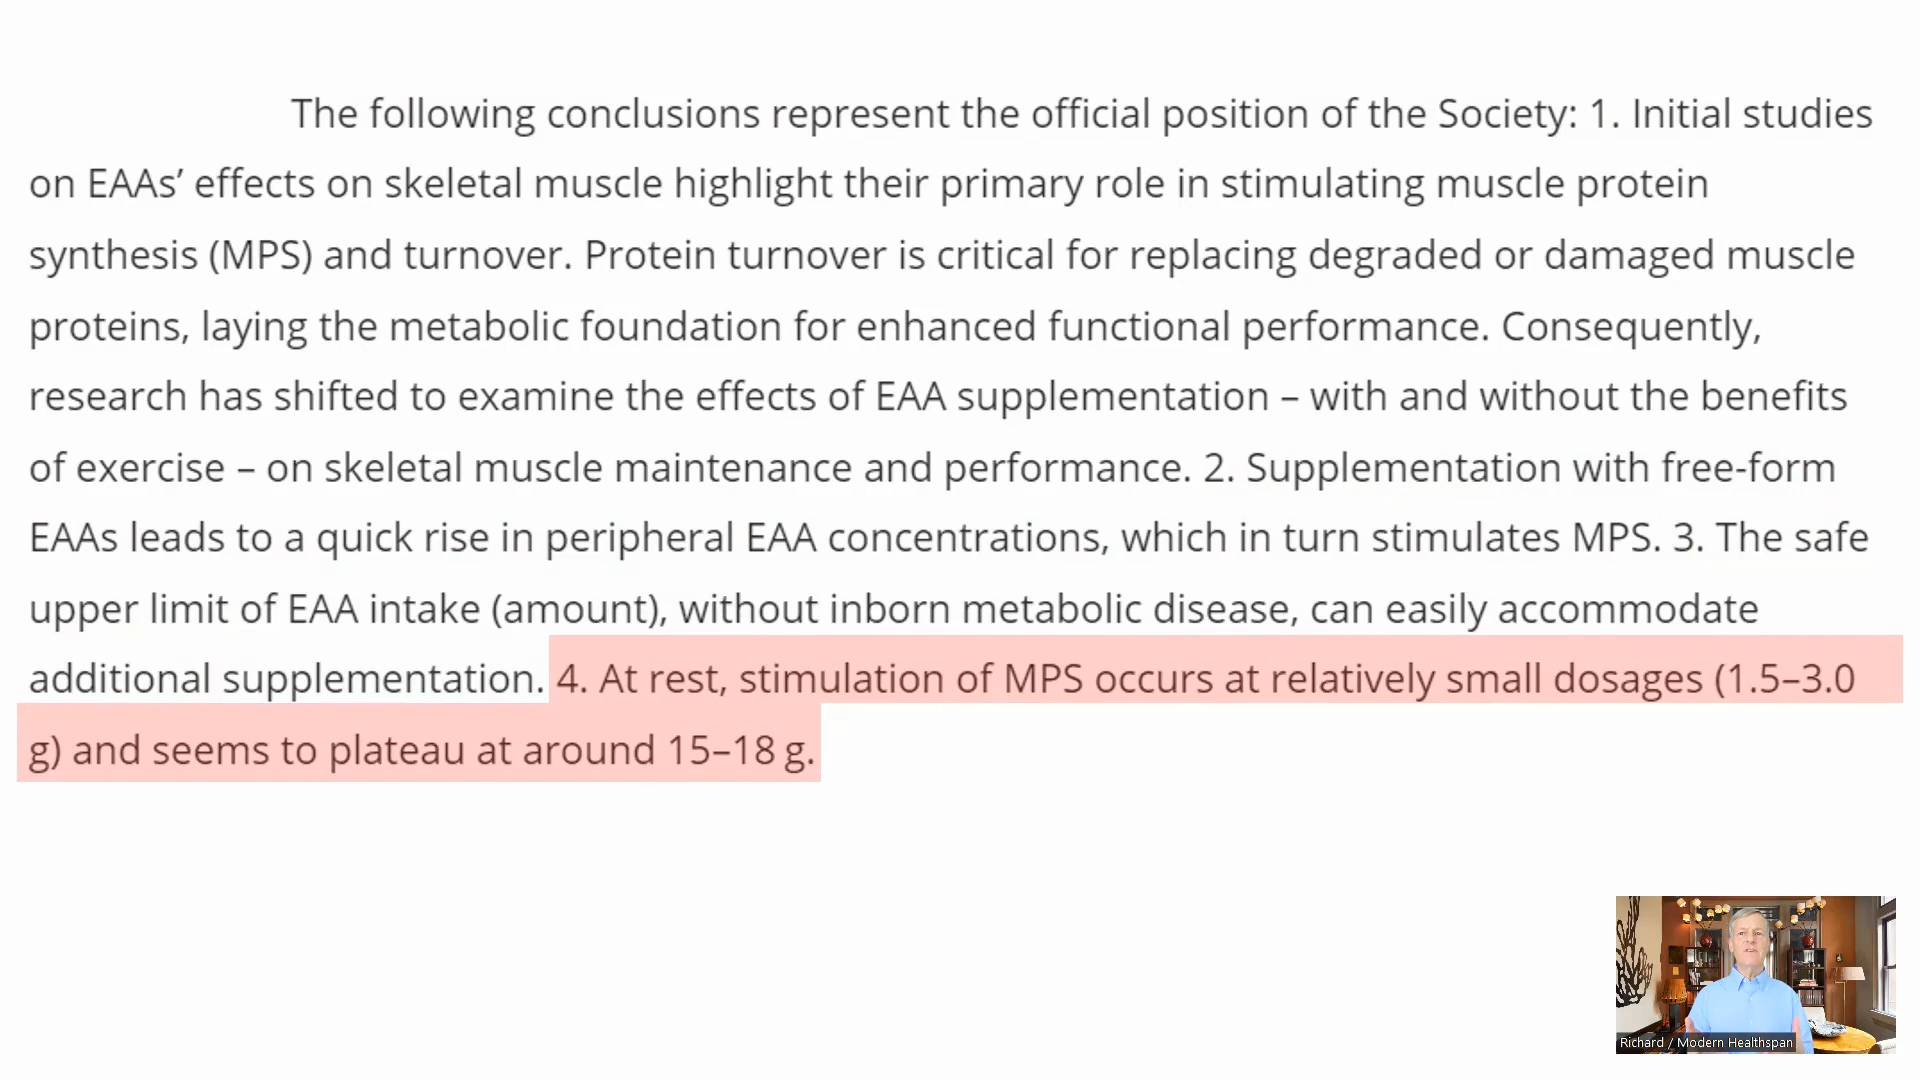 The following conclusions represent the official position of the Society: 1. Initial studies
on EAAs’ effects on skeletal muscle highlight their primary role in stimulating muscle protein
synthesis (MPS) and turnover. Protein turnover is critical for replacing degraded or damaged muscle
proteins, laying the metabolic foundation for enhanced functional performance. Consequently,
research has shifted to examine the effects of EAA supplementation – with and without the benefits
of exercise – on skeletal muscle maintenance and performance. 2. Supplementation with free-form
EAAs leads to a quick rise in peripheral EAA concentrations, which in turn stimulates MPS. 3. The safe
upper limit of EAA intake (amount), without inborn metabolic disease, can easily accommodate
additional supplementation. 4. At rest, stimulation of MPS occurs at relatively small dosages (1.5–3.0
g) and seems to plateau at around 15–18 g.
Richard / Modern Healthspan